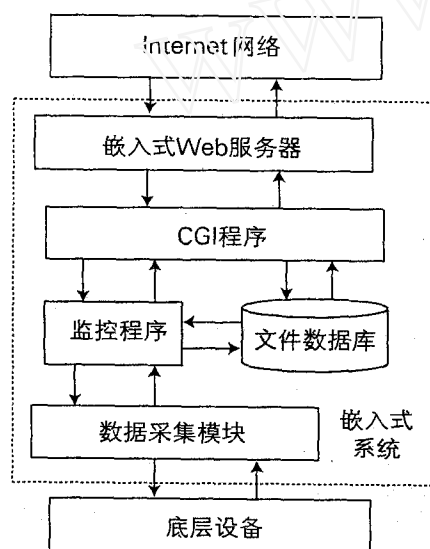 Internet网络
嵌入式Web服务器
CGI程序
监控程序
文件数据库
数据采集模块
嵌入式
系统
底层设备